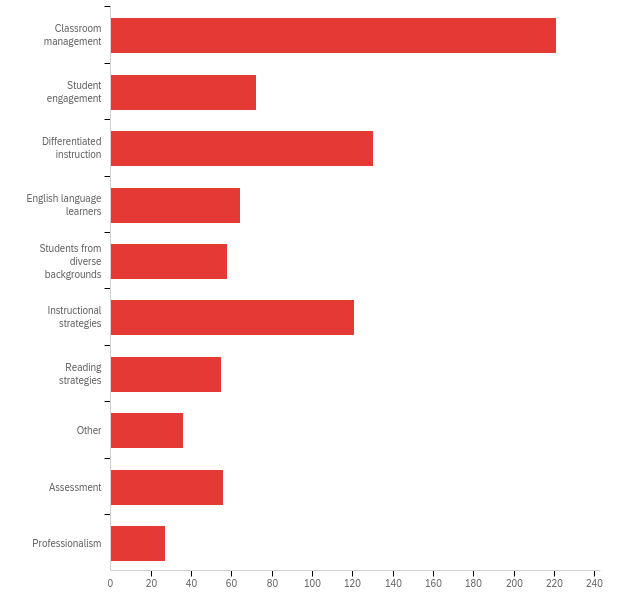 Classroom
management
Student
engagement
Differentiated
instruction
English language
learners
Students from
diverse
backgrounds
Instructional
strategies
Reading
strategies
Other
Assessment
Professionalism
0 20 40 60 80 100 120 140 160 180 200 220 240